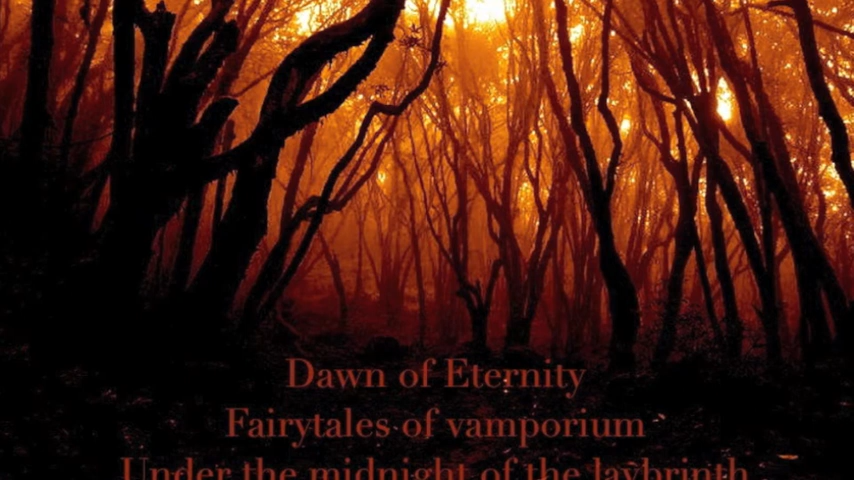 Dawn of Eternity
Fairytales of vamporium
Under the midnight of the laybrinth